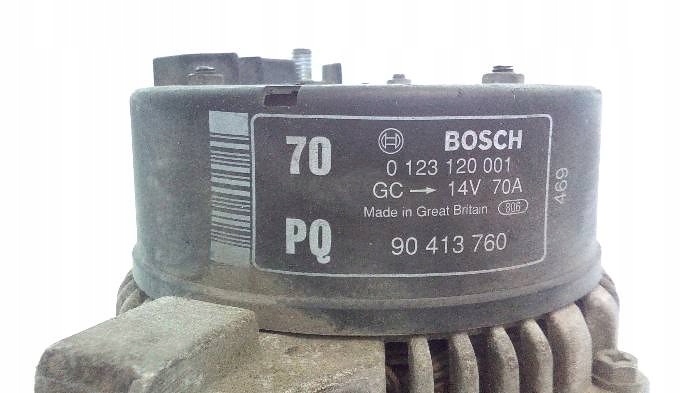 70
BOSCH
0 123 120 001
GC → 14V 70A
Made in Great Britain 806
PQ
90 413 760
469